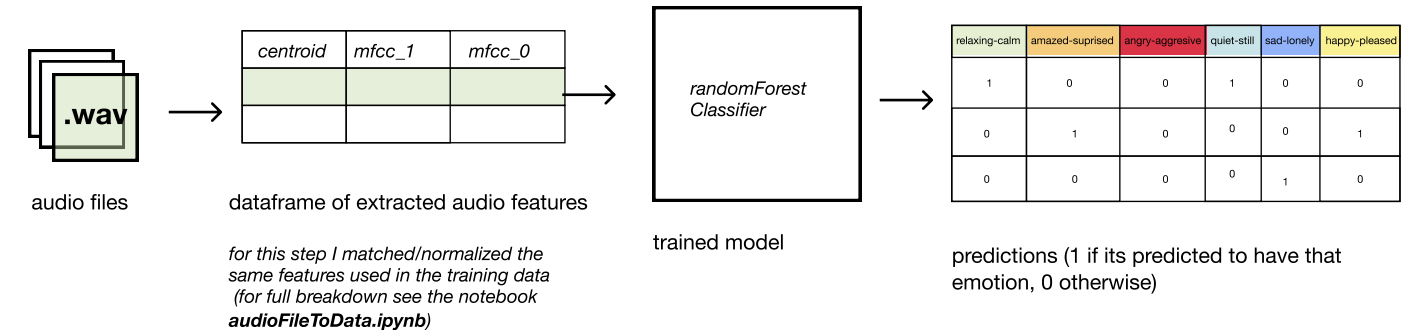 .wav
audio files
centroid mfcc_1 mfcc_0
dataframe of extracted audio features
for this step I matched/normalized the
same features used in the training data
(for full breakdown see the notebook
audioFileToData.ipynb)
randomForest
Classifier
trained model
relaxing-calm amazed-suprised angry-aggresive quiet-still sad-lonely happy-pleased
1 0 0 1 0 0
0 1 0 0 0 1
0 0 0 0 1 0
predictions (1 if its predicted to have that
emotion, 0 otherwise)